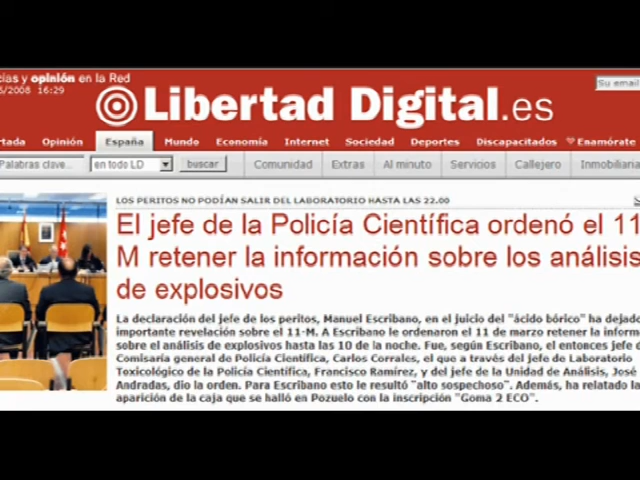 cias y opinión en la Red
/2008 16:29
Su email
Libertad Digital.es
rtada Opinión España Mundo Economía Internet Sociedad Deportes Discapacitados Enamórate
Palabras clave... en todo LD buscar Comunidad Extras Al minuto Servicios Callejero Inmobiliaria
LOS PERITOS NO PODÍAN SALIR DEL LABORATORIO HASTA LAS 22.00
El jefe de la Policía Científica ordenó el 11
M retener la información sobre los análisis
de explosivos
La declaración del jefe de los peritos, Manuel Escribano, en el juicio del "ácido bórico" ha dejado
importante revelación sobre el 11-M. A Escribano le ordenaron el 11 de marzo retener la inform
sobre el análisis de explosivos hasta las 10 de la noche. Fue, según Escribano, el entonces jefe d
Comisaría general de Policía Científica, Carlos Corrales, el que a través del jefe de Laboratorio
Toxicológico de la Policía Científica, Francisco Ramírez, y del jefe de la Unidad de Análisis, José
Andradas, dio la orden. Para Escribano esto le resultó "alto sospechoso". Además, ha relatado la
aparición de la caja que se halló en Pozuelo con la inscripción "Goma 2 ECO".